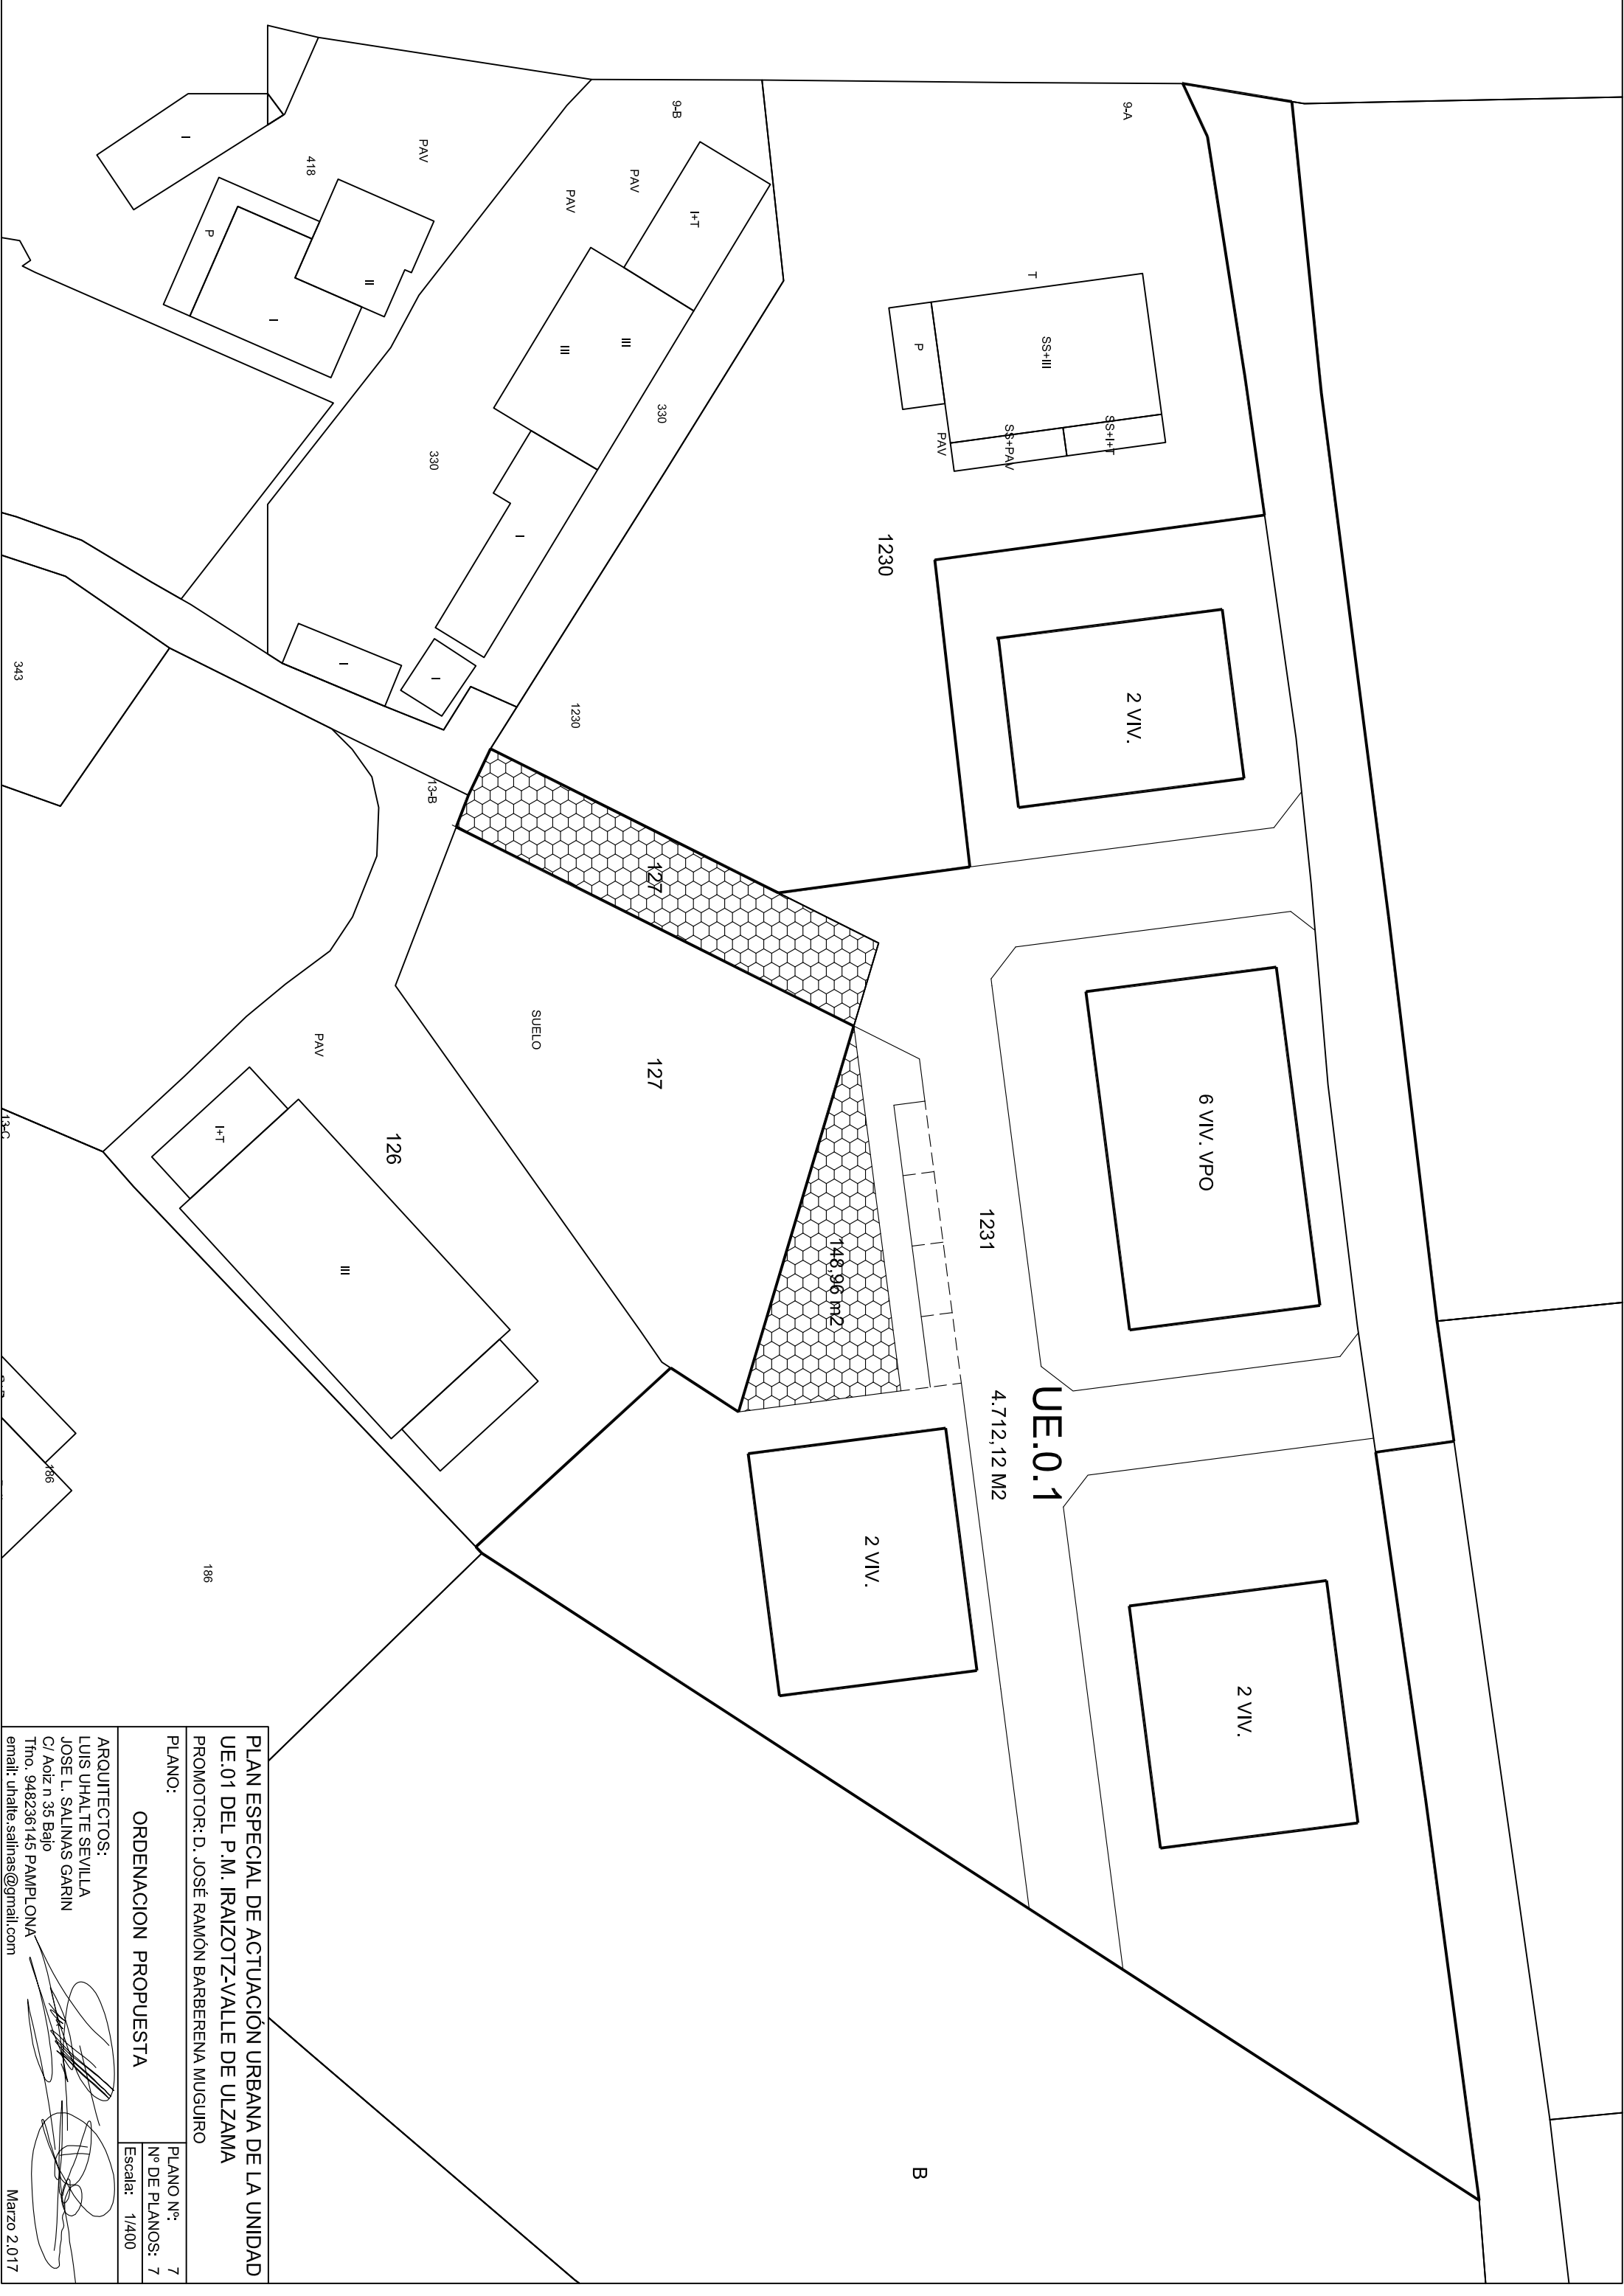 2 VIV.
6 VIV. VPO
2 VIV.
9-A
SS+I+T
SS+III
UE.0.1
T
SS+PAV
4.712,12 M2
1231
PAV
P
B
1230
2 VIV.
148,96 m2
I+T
9-B
330
127
127
PAV
III
1230
PAV
III
SUELO
I
I
330
13-B
PAV
126
II
III
I
PAV
418
I
I+T
P
186
I
186
343
13-C
PLAN ESPECIAL DE ACTUACIÓN URBANA DE LA UNIDAD
UE.01 DEL P.M. IRAIZOTZ-VALLE DE ULZAMA
PROMOTOR: D. JOSÉ RAMÓN BARBERENA MUGUIRO
PLANO:
ORDENACION PROPUESTA
PLANO Nº: 7
Nº DE PLANOS: 7
Escala: 1/400
ARQUITECTOS:
LUIS UHALTE SEVILLA
JOSE L. SALINAS GARIN
C/ Aoiz n 35 Bajo
Tfno. 948236145 PAMPLONA
email: uhalte.salinas@gmail.com
Marzo 2.017